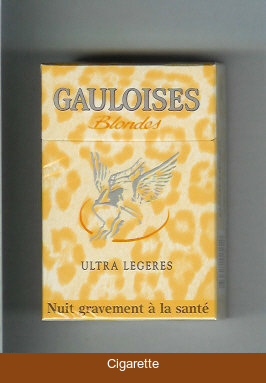 GAULOISES
Blondes
ULTRA LEGERES
Nuit gravement à la santé
Cigarette